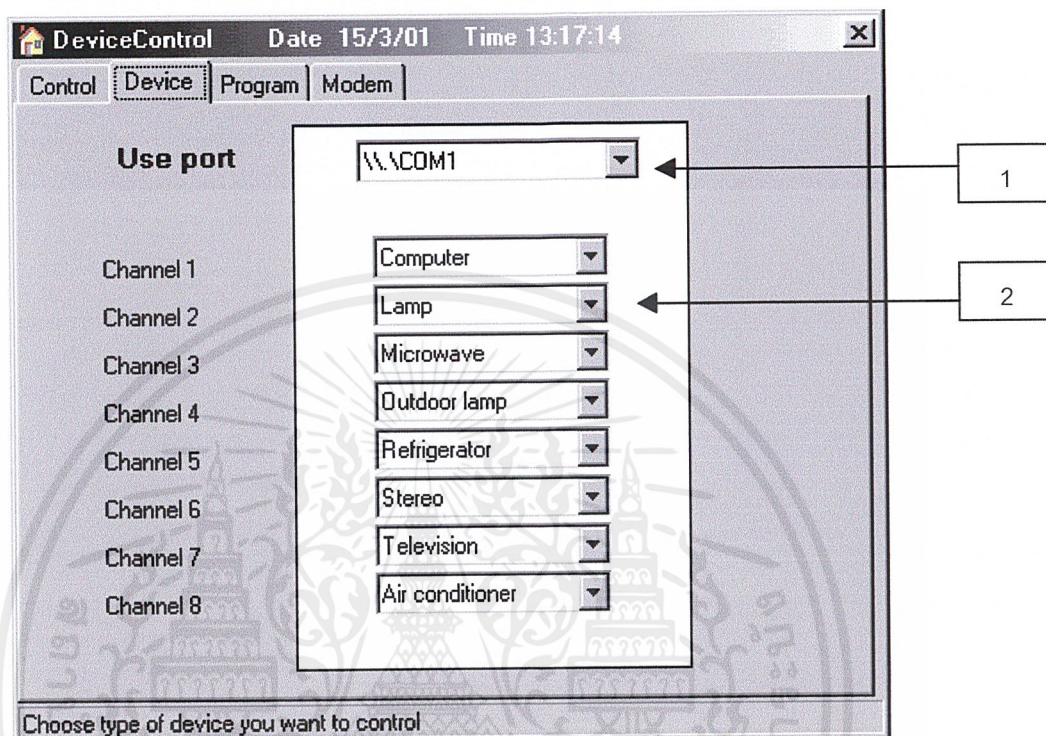 DeviceControl Date 15/3/01 Time 13:17:14
Control Device Program Modem
Use port \\.\COM1
1
Channel 1 Computer
Channel 2 Lamp
2
Channel 3 Microwave
Channel 4 Outdoor lamp
Channel 5 Refrigerator
Channel 6 Stereo
Channel 7 Television
Channel 8 Air conditioner
Choose type of device you want to control